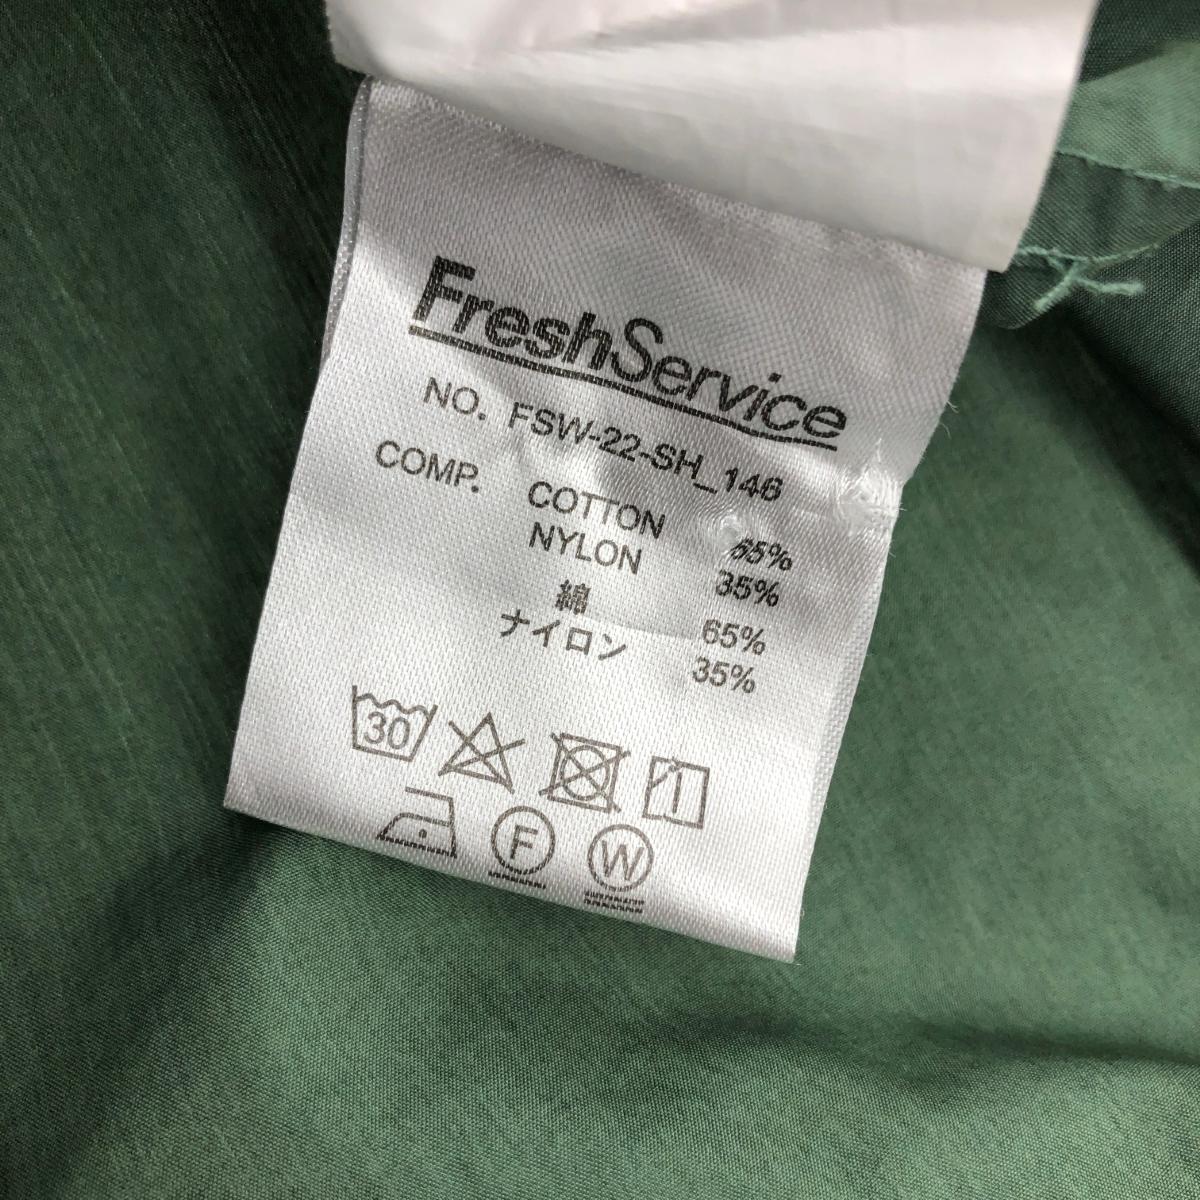 FreshService
NO. FSW-22-SH_146
COMP. COTTON 65%
NYLON 35%
綿 65%
ナイロン 35%
30
F W